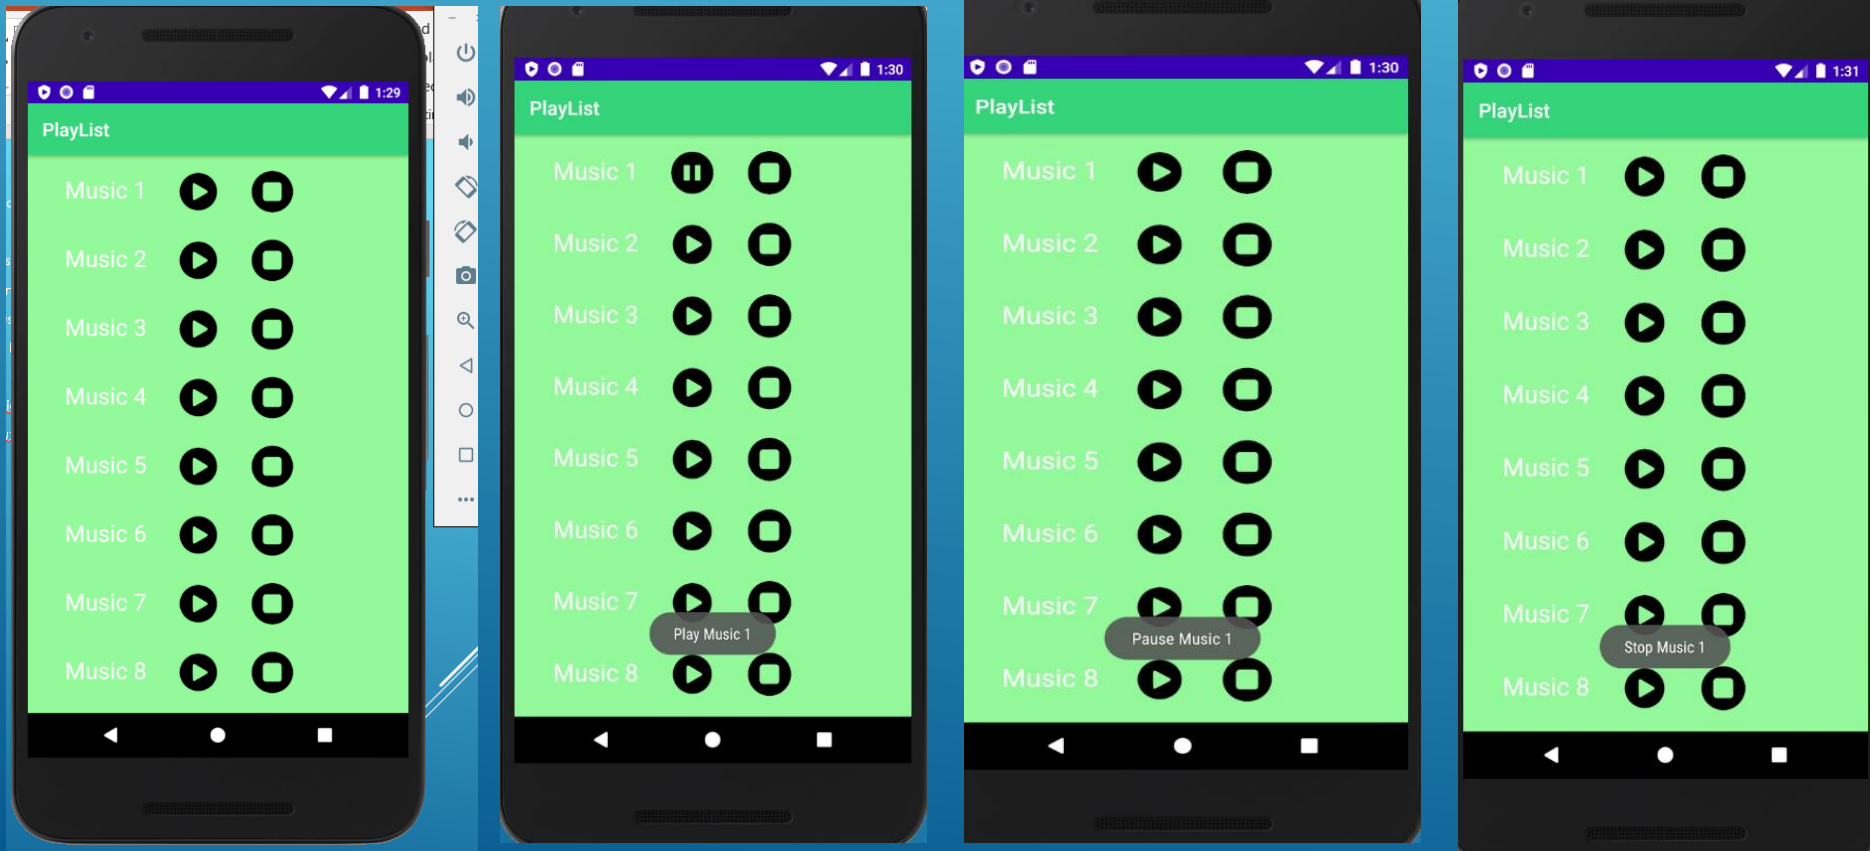 1:29
PlayList
Music 1
Music 2
Music 3
Music 4
Music 5
Music 6
Music 7
Music 8
1:30
PlayList
Music 1
Music 2
Music 3
Music 4
Music 5
Music 6
Music 7
Play Music 1
Music 8
1:30
PlayList
Music 1
Music 2
Music 3
Music 4
Music 5
Music 6
Music 7
Pause Music 1
Music 8
1:31
PlayList
Music 1
Music 2
Music 3
Music 4
Music 5
Music 6
Music 7
Stop Music 1
Music 8